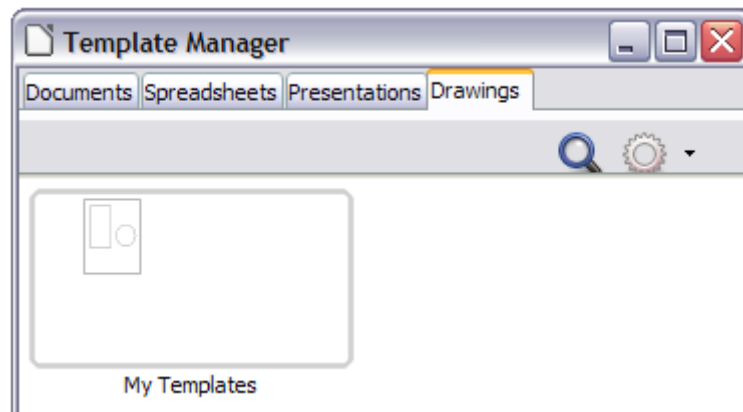 Template Manager
Documents Spreadsheets Presentations Drawings
My Templates